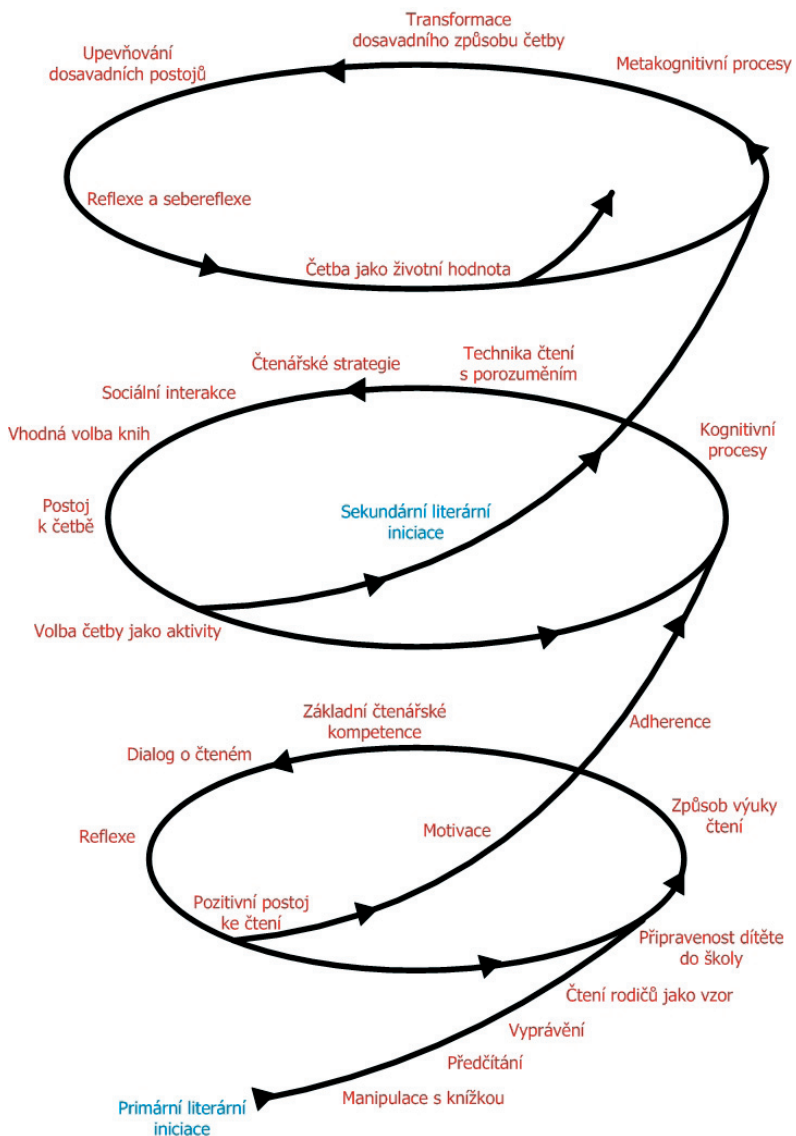 Transformace
dosavadního způsobu četby
Upevňování
dosavadních postojů
Metakognitivní procesy
Reflexe a sebereflexe
Četba jako životní hodnota
Technika čtení
s porozuměním
Čtenářské strategie
Sociální interakce
Vhodná volba knih
Kognitivní
procesy
Postoj
k četbě
Sekundární literární
iniciace
Volba četby jako aktivity
Základní čtenářské
kompetence
Adherence
Dialog o čteném
Způsob výuky
čtení
Reflexe
Motivace
Pozitivní postoj
ke čtení
Připravenost dítěte
do školy
Čtení rodičů jako vzor
Vyprávění
Předčítání
Manipulace s knížkou
Primární literární
iniciace